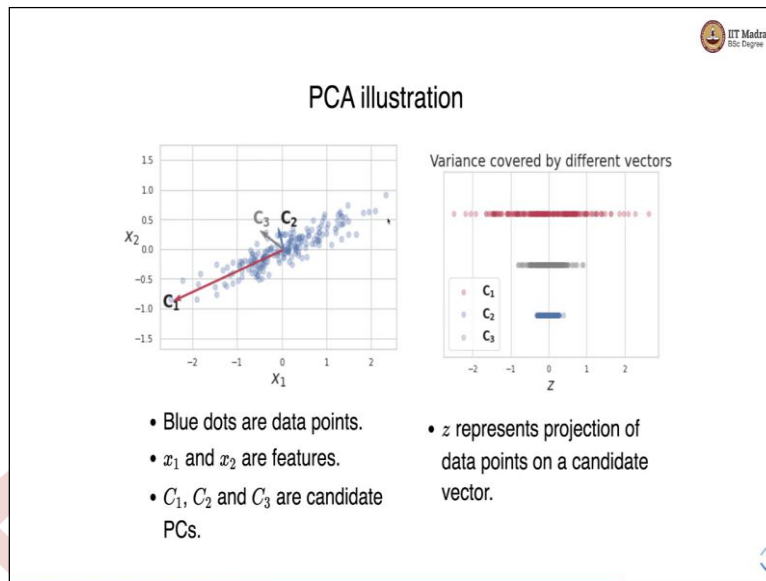 IIT Madra
BSc Degree
PCA illustration
1.5
1.0
0.5
0.0
−0.5
−1.0
−1.5
X₂
C₃
C₂
C₁
−2
−1
0
1
2
X₁
Variance covered by different vectors
C₁
C₂
C₃
−2
−1
0
1
2
Z
• Blue dots are data points.
• x₁ and x₂ are features.
• C₁, C₂ and C₃ are candidate
PCs.
• z represents projection of
data points on a candidate
vector.